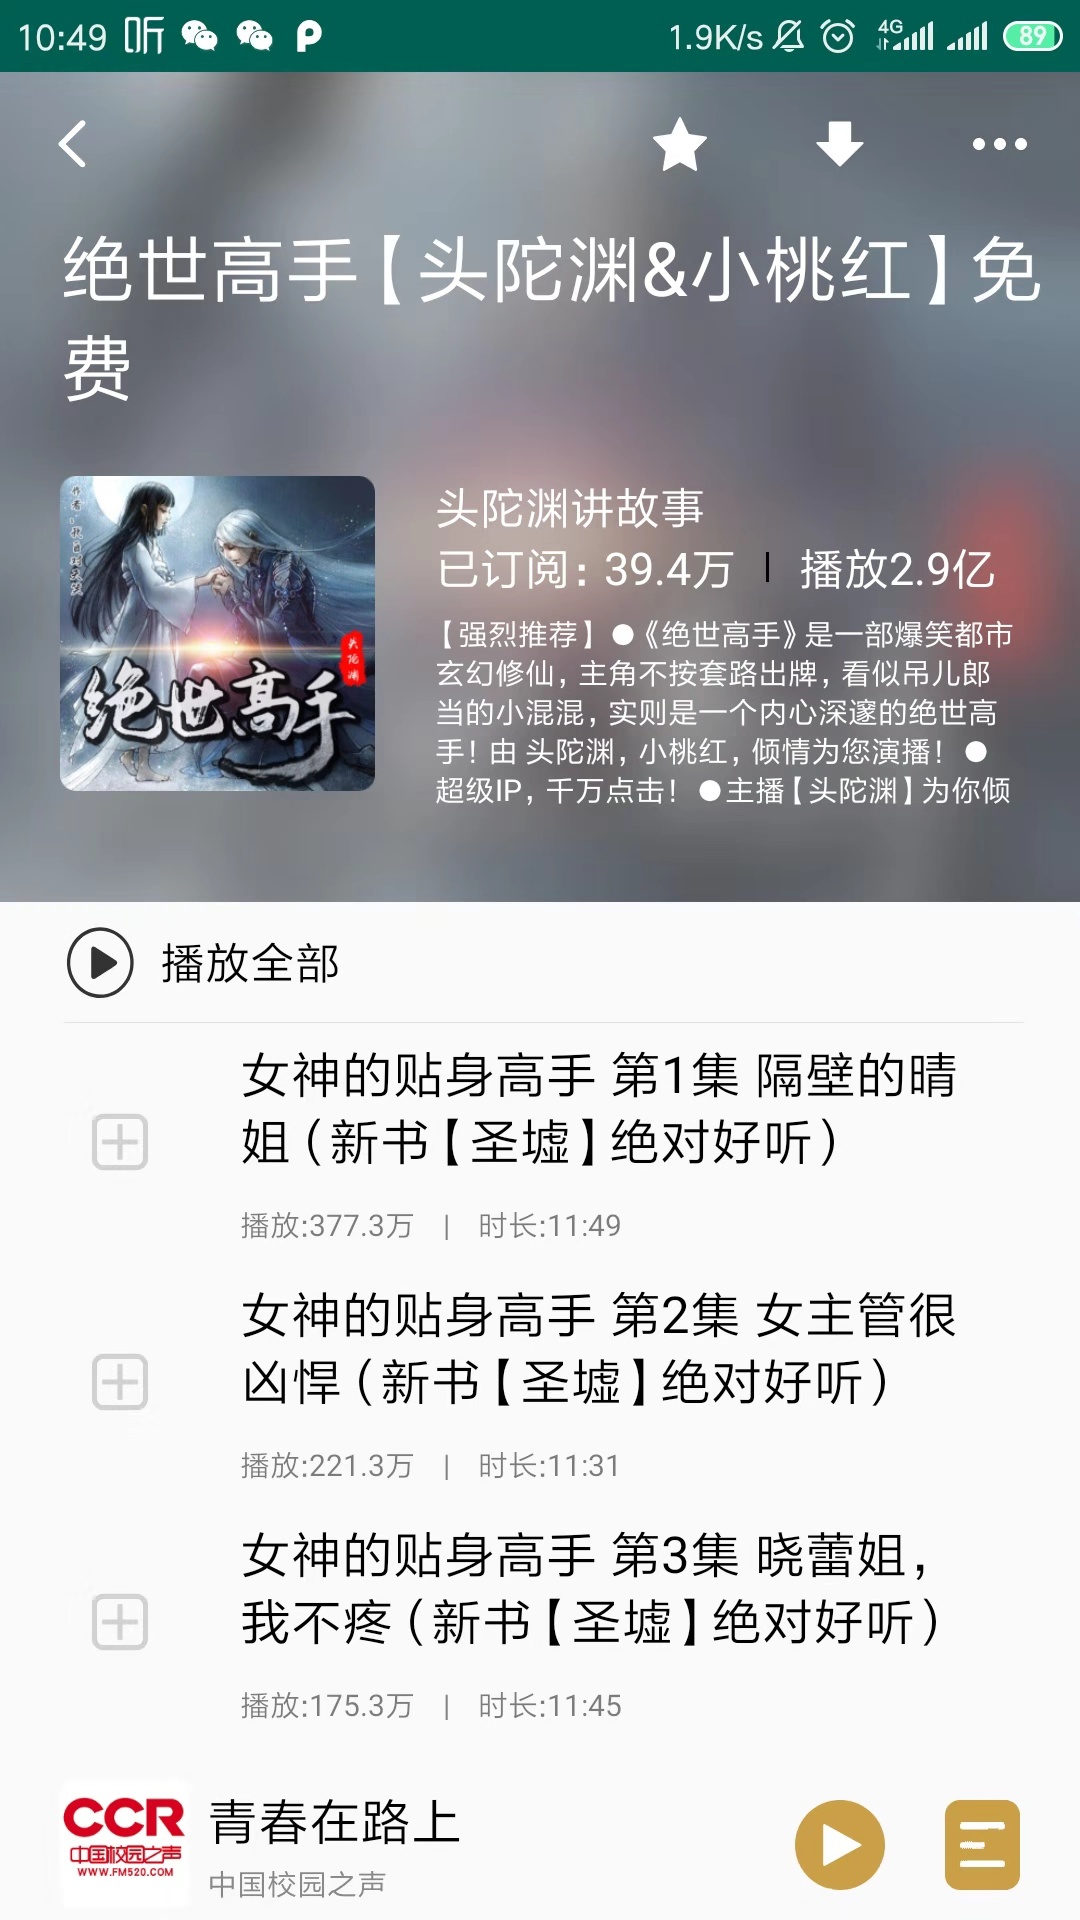 10:49 听 1.9K/s 4G 89
绝世高手【头陀渊&小桃红】免
费
绝世高手
头陀渊
头陀渊讲故事
已订阅：39.4万 | 播放2.9亿
【强烈推荐】●《绝世高手》是一部爆笑都市
玄幻修仙，主角不按套路出牌，看似吊儿郎
当的小混混，实则是一个内心深邃的绝世高
手！由 头陀渊，小桃红，倾情为您演播！●
超级IP，千万点击！●主播【头陀渊】为你倾
播放全部
女神的贴身高手 第1集 隔壁的晴
姐（新书【圣墟】绝对好听）
播放:377.3万 | 时长:11:49
女神的贴身高手 第2集 女主管很
凶悍（新书【圣墟】绝对好听）
播放:221.3万 | 时长:11:31
女神的贴身高手 第3集 晓蕾姐，
我不疼（新书【圣墟】绝对好听）
播放:175.3万 | 时长:11:45
CCR
中国校园之声
WWW.FM520.COM
青春在路上
中国校园之声